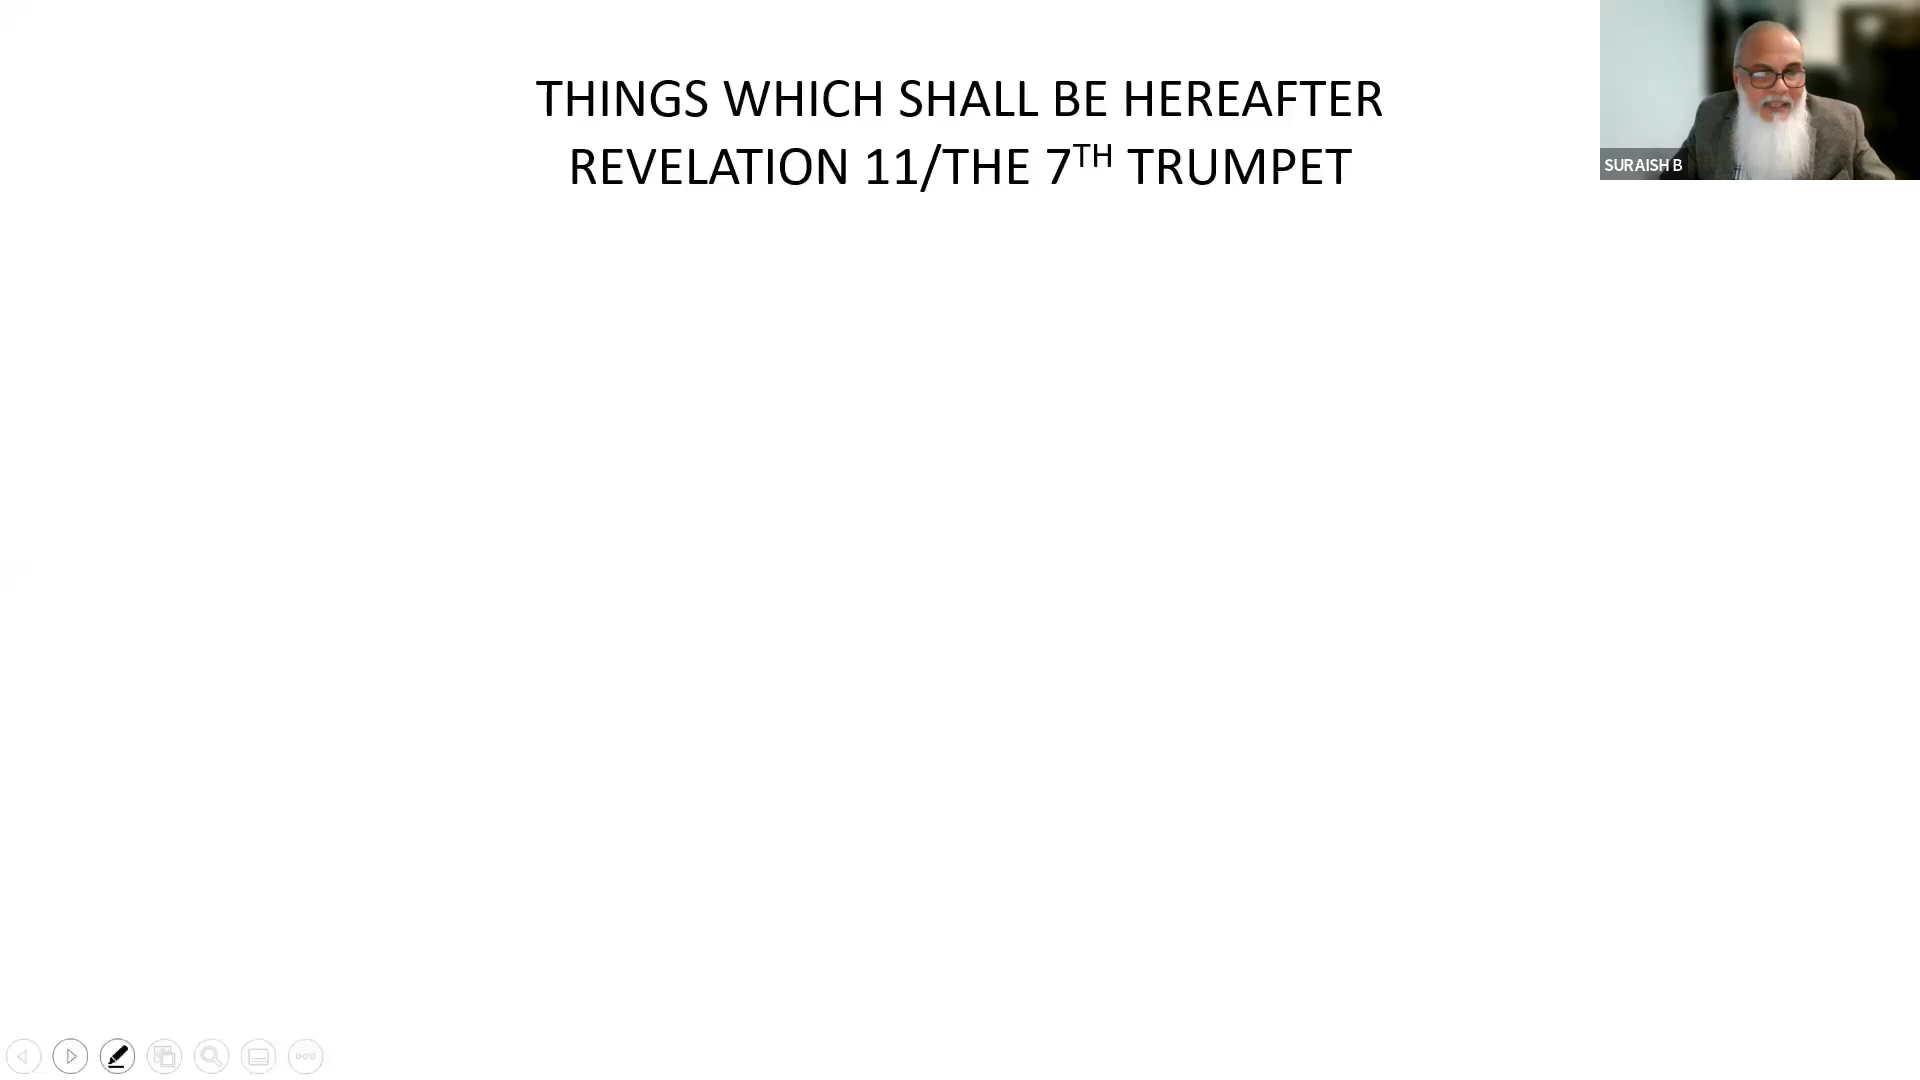 THINGS WHICH SHALL BE HEREAFTER
REVELATION 11/THE 7TH TRUMPET
SURAISH B